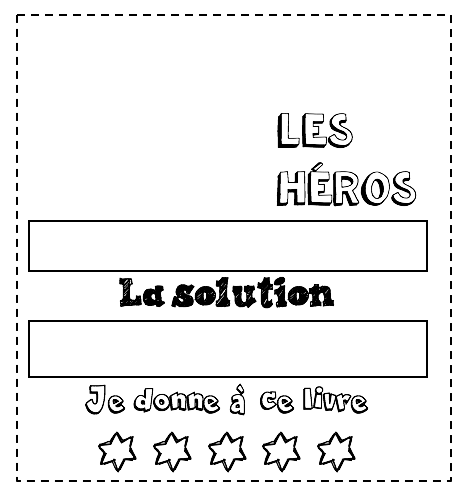 LES
HÉROS
La solution
Je donne à ce livre